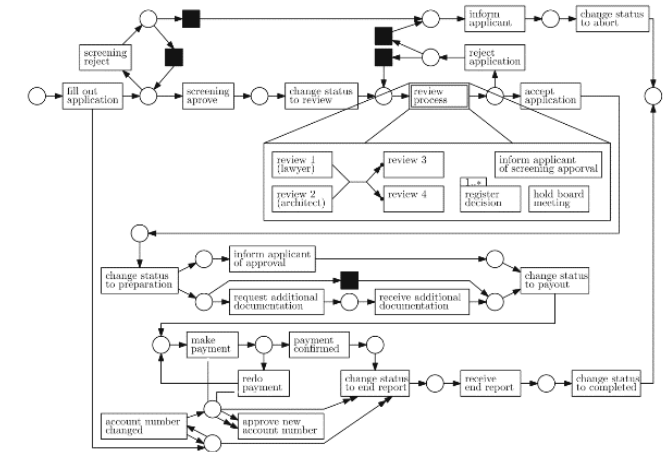 inform
applicant
change status
to abort
screening
reject
reject
application
fill out
application
screening
aprove
change status
to review
review
process
accept
application
review 1
(lawyer)
review 3
inform applicant
of screening apporval
review 2
(architect)
review 4
1..*
register
decision
hold board
meeting
change status
to preparation
inform applicant
of approval
change status
to payout
request additional
documentation
receive additional
documentation
make
payment
payment
confirmed
redo
payment
change status
to end report
receive
end report
change status
to completed
account number
changed
approve new
account number